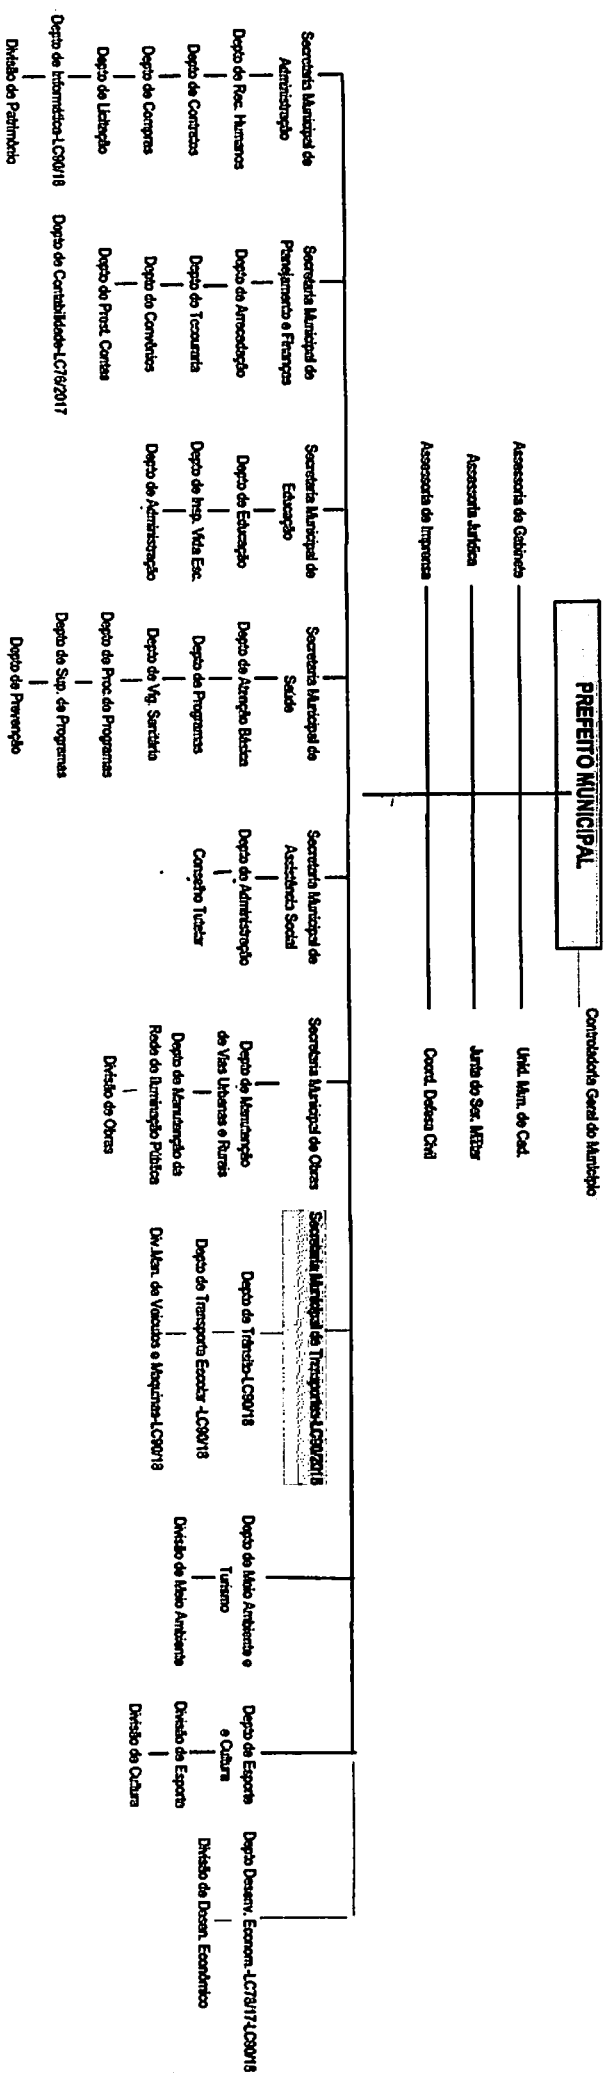 PREFEITO MUNICIPAL
Controladoria Geral do Município
Assessoria de Gabinete
Unid. Mun. de Cad.
Assessoria Jurídica
Junta do Ser. Militar
Assessoria de Imprensa
Coord. Defesa Civil
Secretaria Municipal de
Administração
Depto de Rec. Humanos
Depto de Contratos
Depto de Compras
Depto de Licitação
Depto de Informática-LC90/18
Divisão de Patrimônio
Secretaria Municipal de
Planejamento e Finanças
Depto de Arrecadação
Depto de Tesouraria
Depto de Convênios
Depto de Prest. Contas
Depto de Contabilidade-LC76/2017
Secretaria Municipal de
Educação
Depto de Educação
Depto de Insp. Vida Esc.
Depto de Administração
Secretaria Municipal de
Saúde
Depto de Atenção Básica
Depto de Programas
Depto de Vig. Sanitária
Depto de Proc.de Programas
Depto de Sup. de Programas
Depto de Prevenção
Secretaria Municipal de
Assistência Social
Depto de Administração
Conselho Tutelar
Secretaria Municipal de Obras
Depto de Manutenção
de Vias Urbanas e Rurais
Depto de Manutenção da
Rede de Iluminação Pública
Divisão de Obras
Secretaria Municipal de Transportes-LC90/2018
Depto de Trânsito-LC90/18
Depto de Transporte Escolar -LC90/18
Div.Man. de Veículos e Maquinas-LC90/18
Depto de Meio Ambiente e
Turismo
Divisão de Meio Ambiente
Depto de Esporte
e Cultura
Divisão de Esporte
Divisão de Cultura
Depto Desenv. Econom.-LC73/17-LC90/18
Divisão de Desen. Econômico